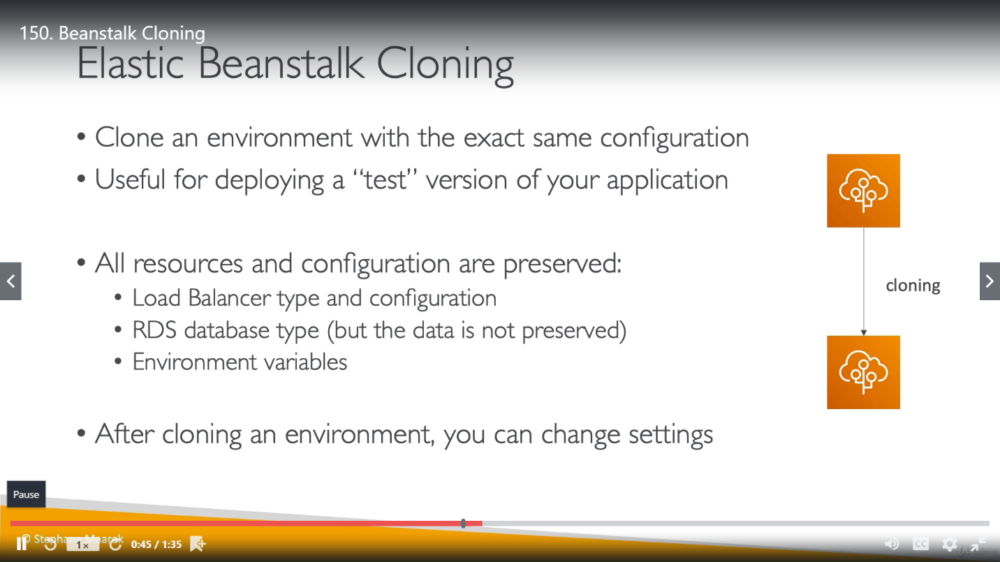 150. Beanstalk Cloning
Elastic Beanstalk Cloning
• Clone an environment with the exact same configuration
• Useful for deploying a “test” version of your application
• All resources and configuration are preserved:
• Load Balancer type and configuration
• RDS database type (but the data is not preserved)
• Environment variables
• After cloning an environment, you can change settings
cloning
Pause
© Stephane Maarek
1x
0:45 / 1:35
CC
Udemy